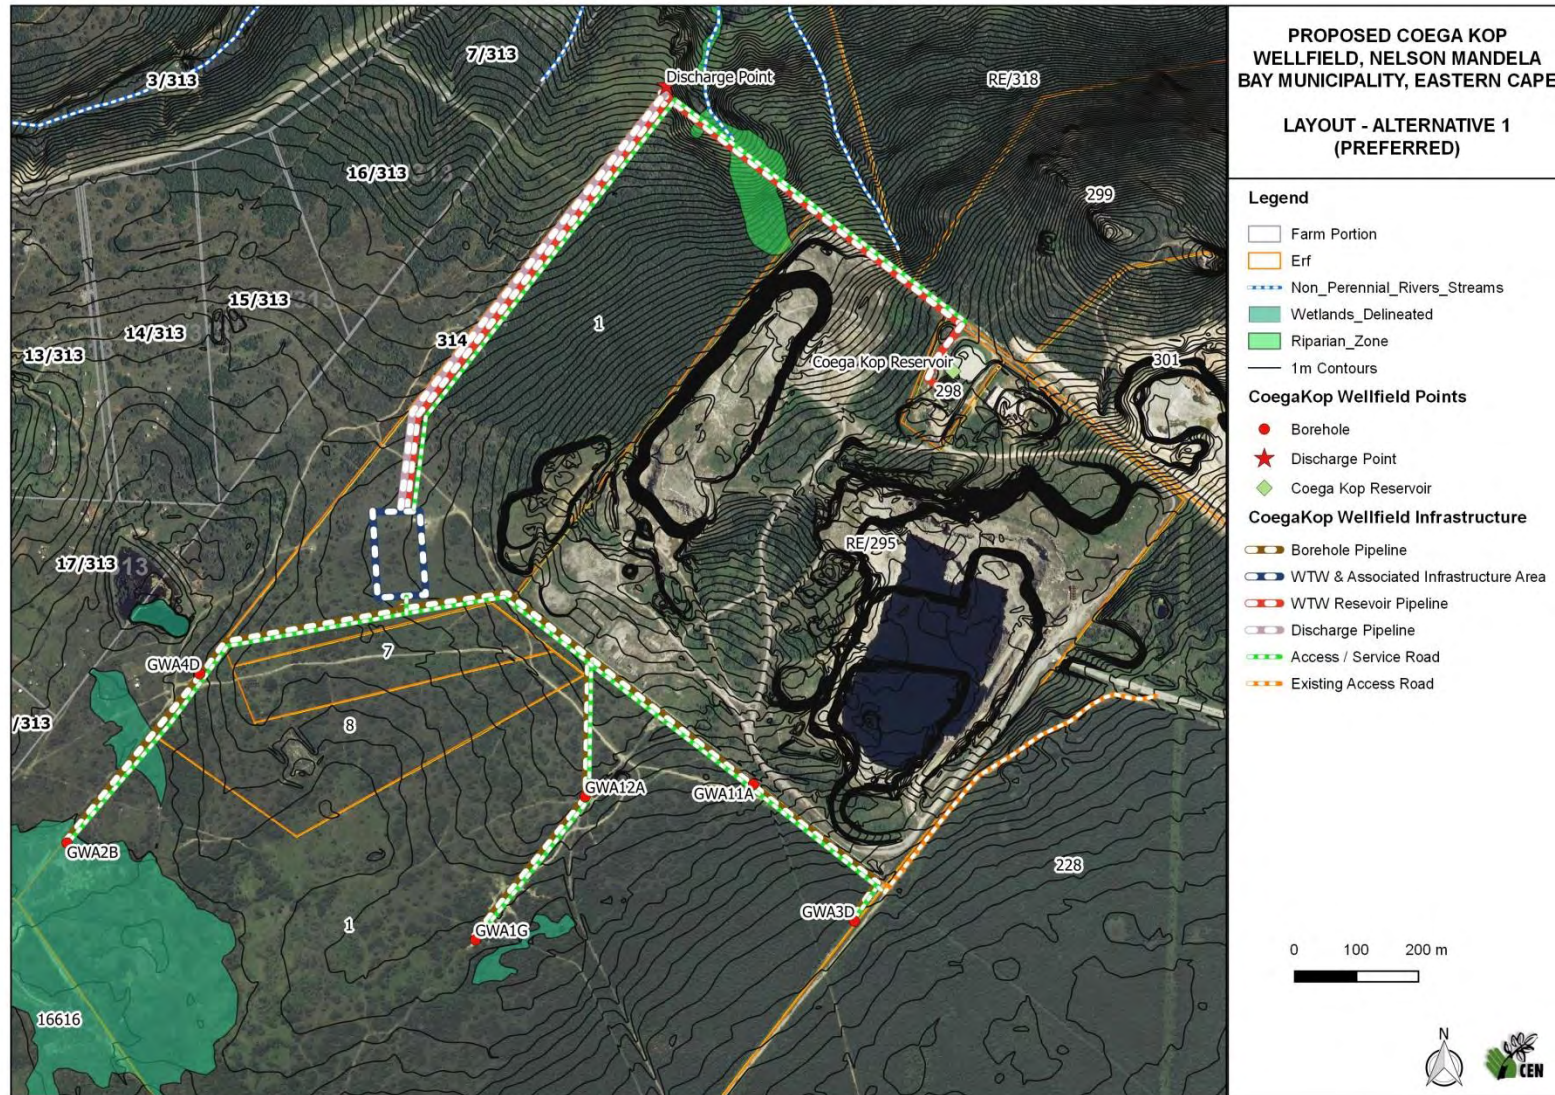 3/313
7/313
Discharge Point
RE/318
16/313
299
15/313
14/313
314
1
13/313
Coega Kop Reservoir
298
301
17/313
RE/295
7
GWA4D
/313
8
GWA12A
GWA11A
GWA2B
228
GWA3D
GWA1G
1
16616
PROPOSED COEGA KOP
WELLFIELD, NELSON MANDELA
BAY MUNICIPALITY, EASTERN CAPE
LAYOUT - ALTERNATIVE 1
(PREFERRED)
Legend
Farm Portion
Erf
Non_Perennial_Rivers_Streams
Wetlands_Delineated
Riparian_Zone
1m Contours
CoegaKop Wellfield Points
Borehole
Discharge Point
Coega Kop Reservoir
CoegaKop Wellfield Infrastructure
Borehole Pipeline
WTW & Associated Infrastructure Area
WTW Resevoir Pipeline
Discharge Pipeline
Access / Service Road
Existing Access Road
0 100 200 m
N
CEN